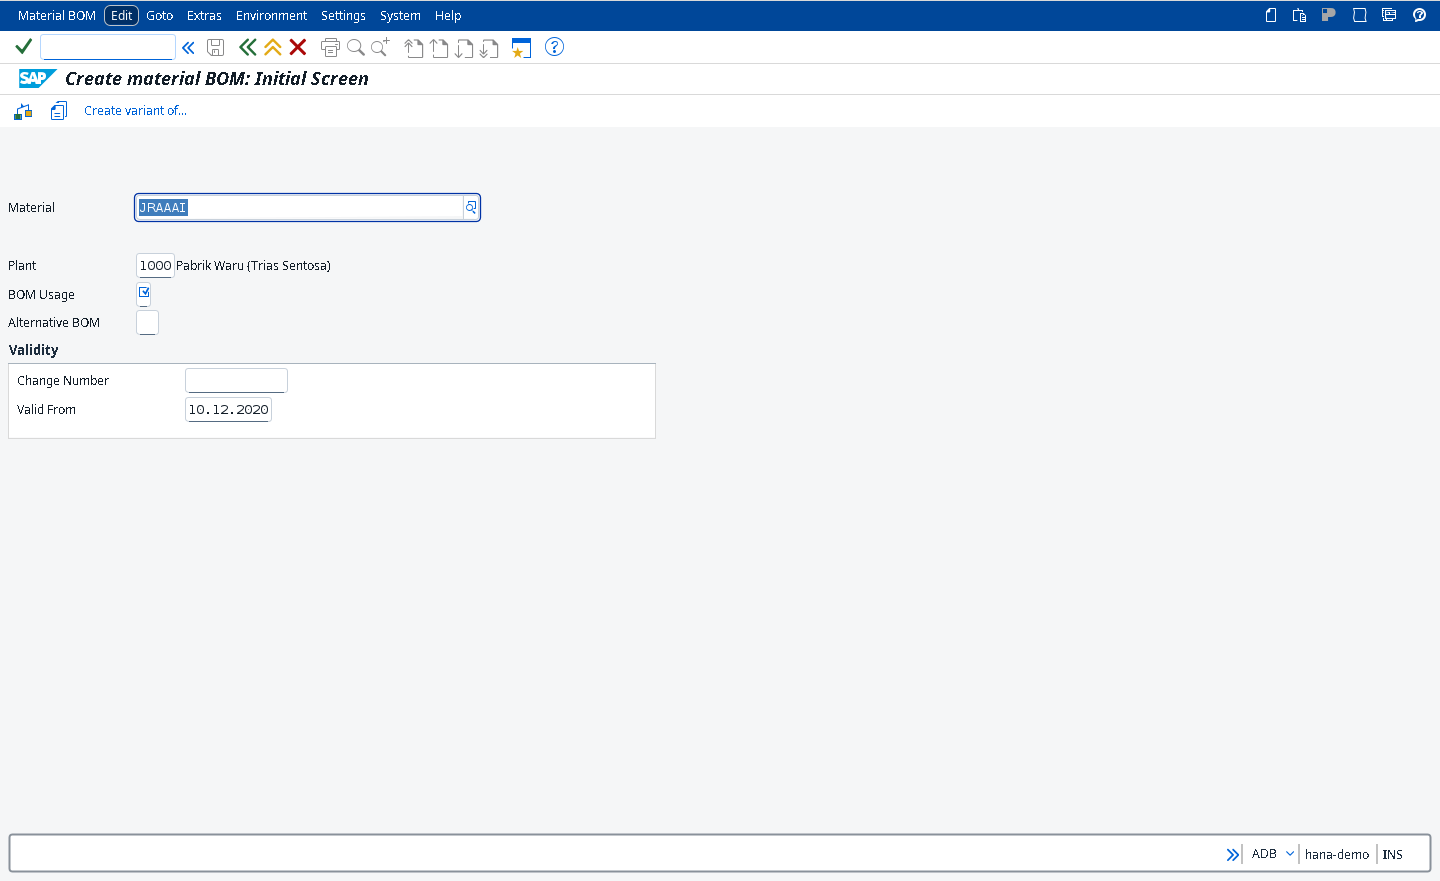 Material BOM Edit Goto Extras Environment Settings System Help
SAP Create material BOM: Initial Screen
Create variant of...
Material JRAAAI
Plant 1000 Pabrik Waru (Trias Sentosa)
BOM Usage
Alternative BOM
Validity
Change Number
Valid From 10.12.2020
ADB hana-demo INS